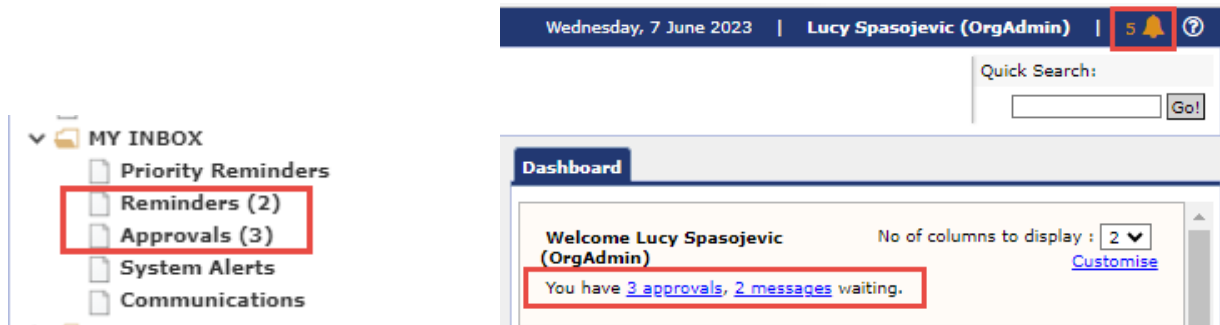 Wednesday, 7 June 2023 | Lucy Spasojevic (OrgAdmin) | 5
Quick Search:
Go!
MY INBOX
Priority Reminders
Reminders (2)
Approvals (3)
System Alerts
Communications
Dashboard
Welcome Lucy Spasojevic
(OrgAdmin)
No of columns to display : 2
Customise
You have 3 approvals, 2 messages waiting.